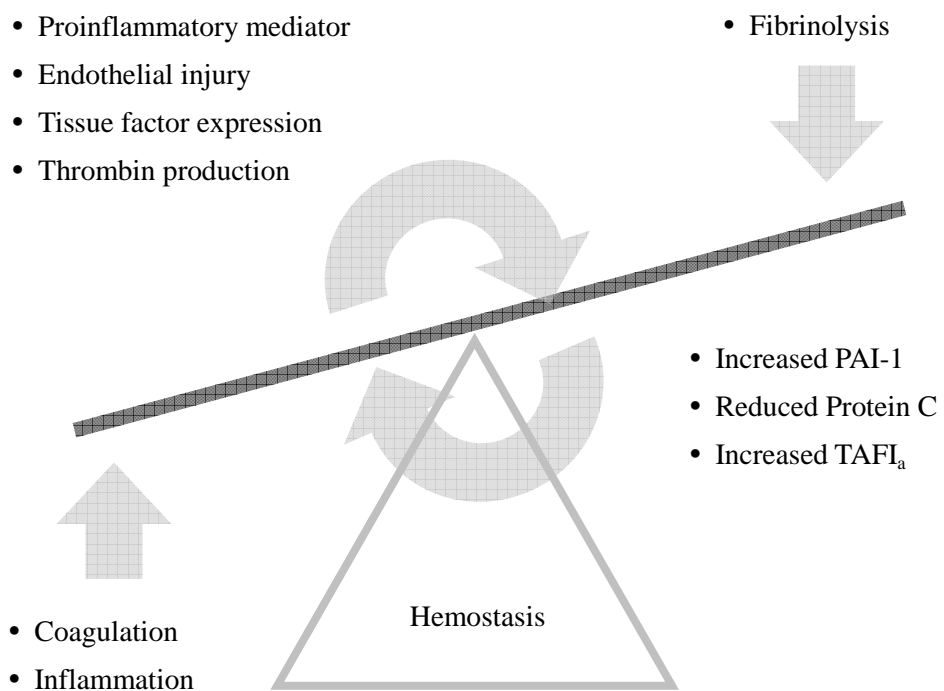 • Proinflammatory mediator
• Endothelial injury
• Tissue factor expression
• Thrombin production
• Fibrinolysis
• Increased PAI-1
• Reduced Protein C
• Increased TAFIₐ
Hemostasis
• Coagulation
• Inflammation